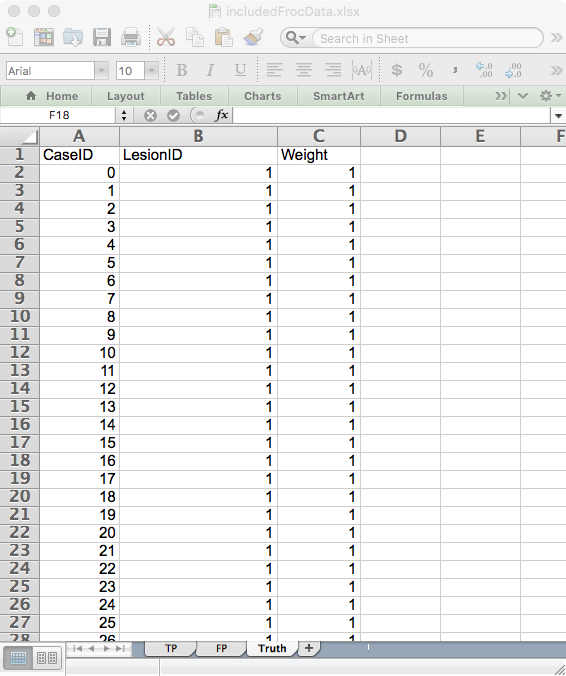 includedFrocData.xlsx
Search in Sheet
Arial 10 B I U $ % ,
Home Layout Tables Charts SmartArt Formulas
F18 fx
A B C D E F
1 CaseID LesionID Weight
2 0 1 1
3 1 1 1
4 2 1 1
5 3 1 1
6 4 1 1
7 5 1 1
8 6 1 1
9 7 1 1
10 8 1 1
11 9 1 1
12 10 1 1
13 11 1 1
14 12 1 1
15 13 1 1
16 14 1 1
17 15 1 1
18 16 1 1
19 17 1 1
20 18 1 1
21 19 1 1
22 20 1 1
23 21 1 1
24 22 1 1
25 23 1 1
26 24 1 1
27 25 1 1
28 26 1 1
TP FP Truth